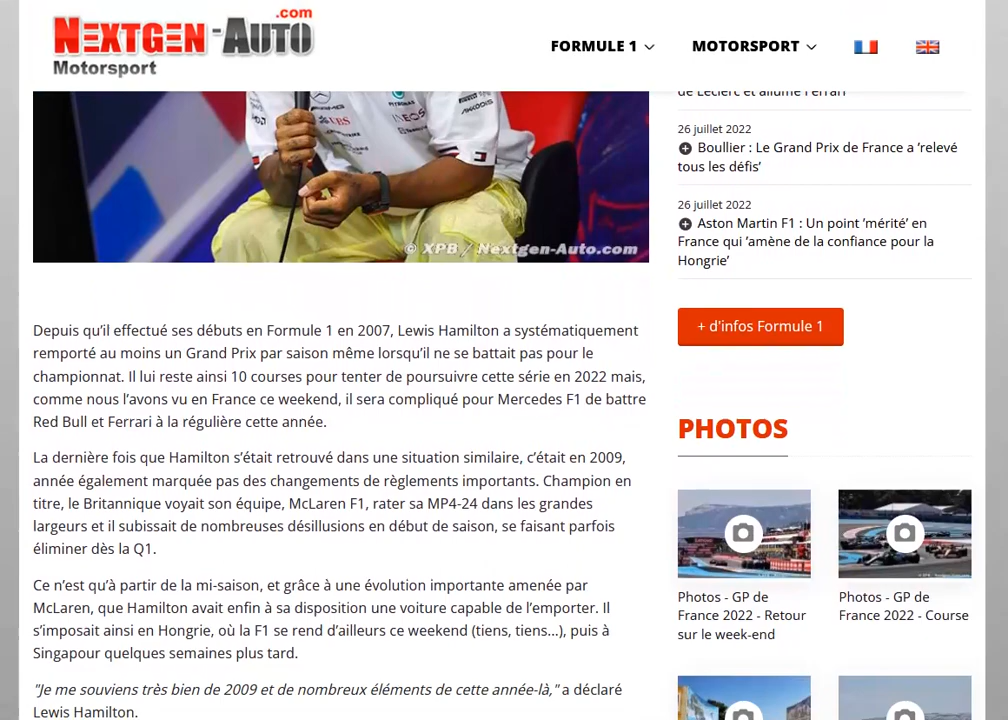 NEXTGEN-AUTO.com
Motorsport
FORMULE 1
MOTORSPORT
PETRONAS
UBS
INEOS
AKKODIS
© XPB / Nextgen-Auto.com
Depuis qu’il effectué ses débuts en Formule 1 en 2007, Lewis Hamilton a systématiquement
remporté au moins un Grand Prix par saison même lorsqu’il ne se battait pas pour le
championnat. Il lui reste ainsi 10 courses pour tenter de poursuivre cette série en 2022 mais,
comme nous l’avons vu en France ce weekend, il sera compliqué pour Mercedes F1 de battre
Red Bull et Ferrari à la régulière cette année.
La dernière fois que Hamilton s’était retrouvé dans une situation similaire, c’était en 2009,
année également marquée pas des changements de règlements importants. Champion en
titre, le Britannique voyait son équipe, McLaren F1, rater sa MP4-24 dans les grandes
largeurs et il subissait de nombreuses désillusions en début de saison, se faisant parfois
éliminer dès la Q1.
Ce n’est qu’à partir de la mi-saison, et grâce à une évolution importante amenée par
McLaren, que Hamilton avait enfin à sa disposition une voiture capable de l’emporter. Il
s’imposait ainsi en Hongrie, où la F1 se rend d’ailleurs ce weekend (tiens, tiens…), puis à
Singapour quelques semaines plus tard.
"Je me souviens très bien de 2009 et de nombreux éléments de cette année-là," a déclaré
Lewis Hamilton.
de Leclerc et allume Ferrari
26 juillet 2022
Boullier : Le Grand Prix de France a ’relevé
tous les défis’
26 juillet 2022
Aston Martin F1 : Un point ’mérité’ en
France qui ’amène de la confiance pour la
Hongrie’
+ d'infos Formule 1
PHOTOS
Photos - GP de
France 2022 - Retour
sur le week-end
Photos - GP de
France 2022 - Course